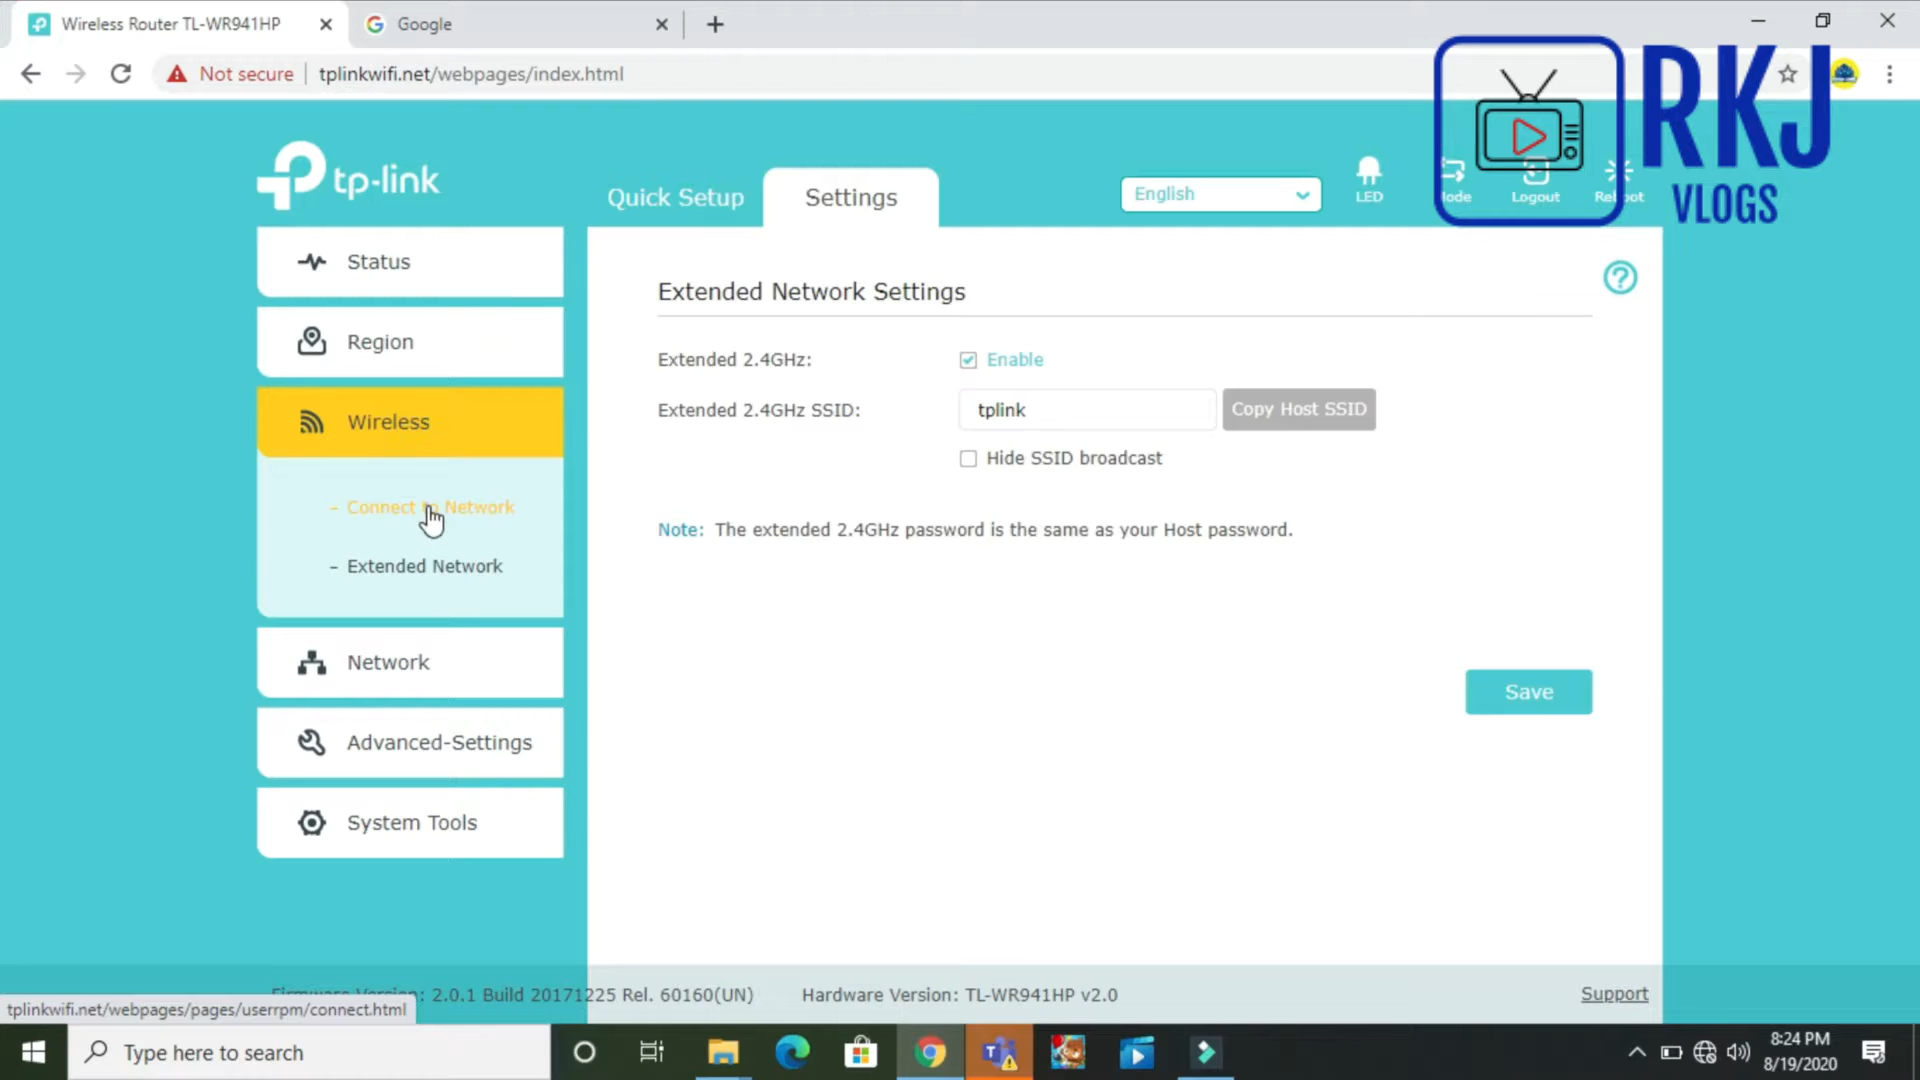 Wireless Router TL-WR941HP
Google
Not secure
tplinkwifi.net/webpages/index.html
RKJ
VLOGS
tp-link
Quick Setup
Settings
English
LED
Mode
Logout
Reboot
Status
Region
Wireless
- Connect to Network
- Extended Network
Network
Advanced-Settings
System Tools
Extended Network Settings
Extended 2.4GHz:
Enable
Extended 2.4GHz SSID:
tplink
Copy Host SSID
Hide SSID broadcast
Note: The extended 2.4GHz password is the same as your Host password.
Save
Firmware Version: 2.0.1 Build 20171225 Rel. 60160(UN)
Hardware Version: TL-WR941HP v2.0
Support
tplinkwifi.net/webpages/pages/userrpm/connect.html
Type here to search
8:24 PM
8/19/2020